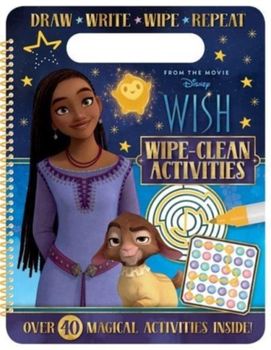 DRAW ★ WRITE ★ WIPE ★ REPEAT
FROM THE MOVIE
Disney
WISH
WIPE-CLEAN
ACTIVITIES
OVER 40 MAGICAL ACTIVITIES INSIDE!